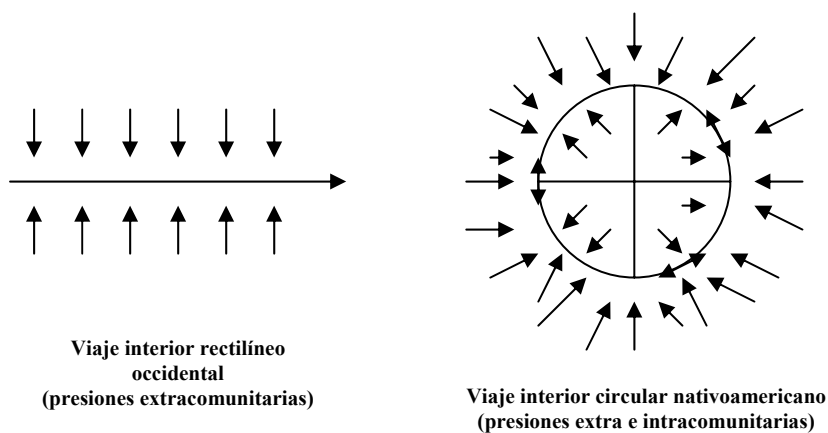 Viaje interior rectilíneo
occidental
(presiones extracomunitarias)
Viaje interior circular nativoamericano
(presiones extra e intracomunitarias)